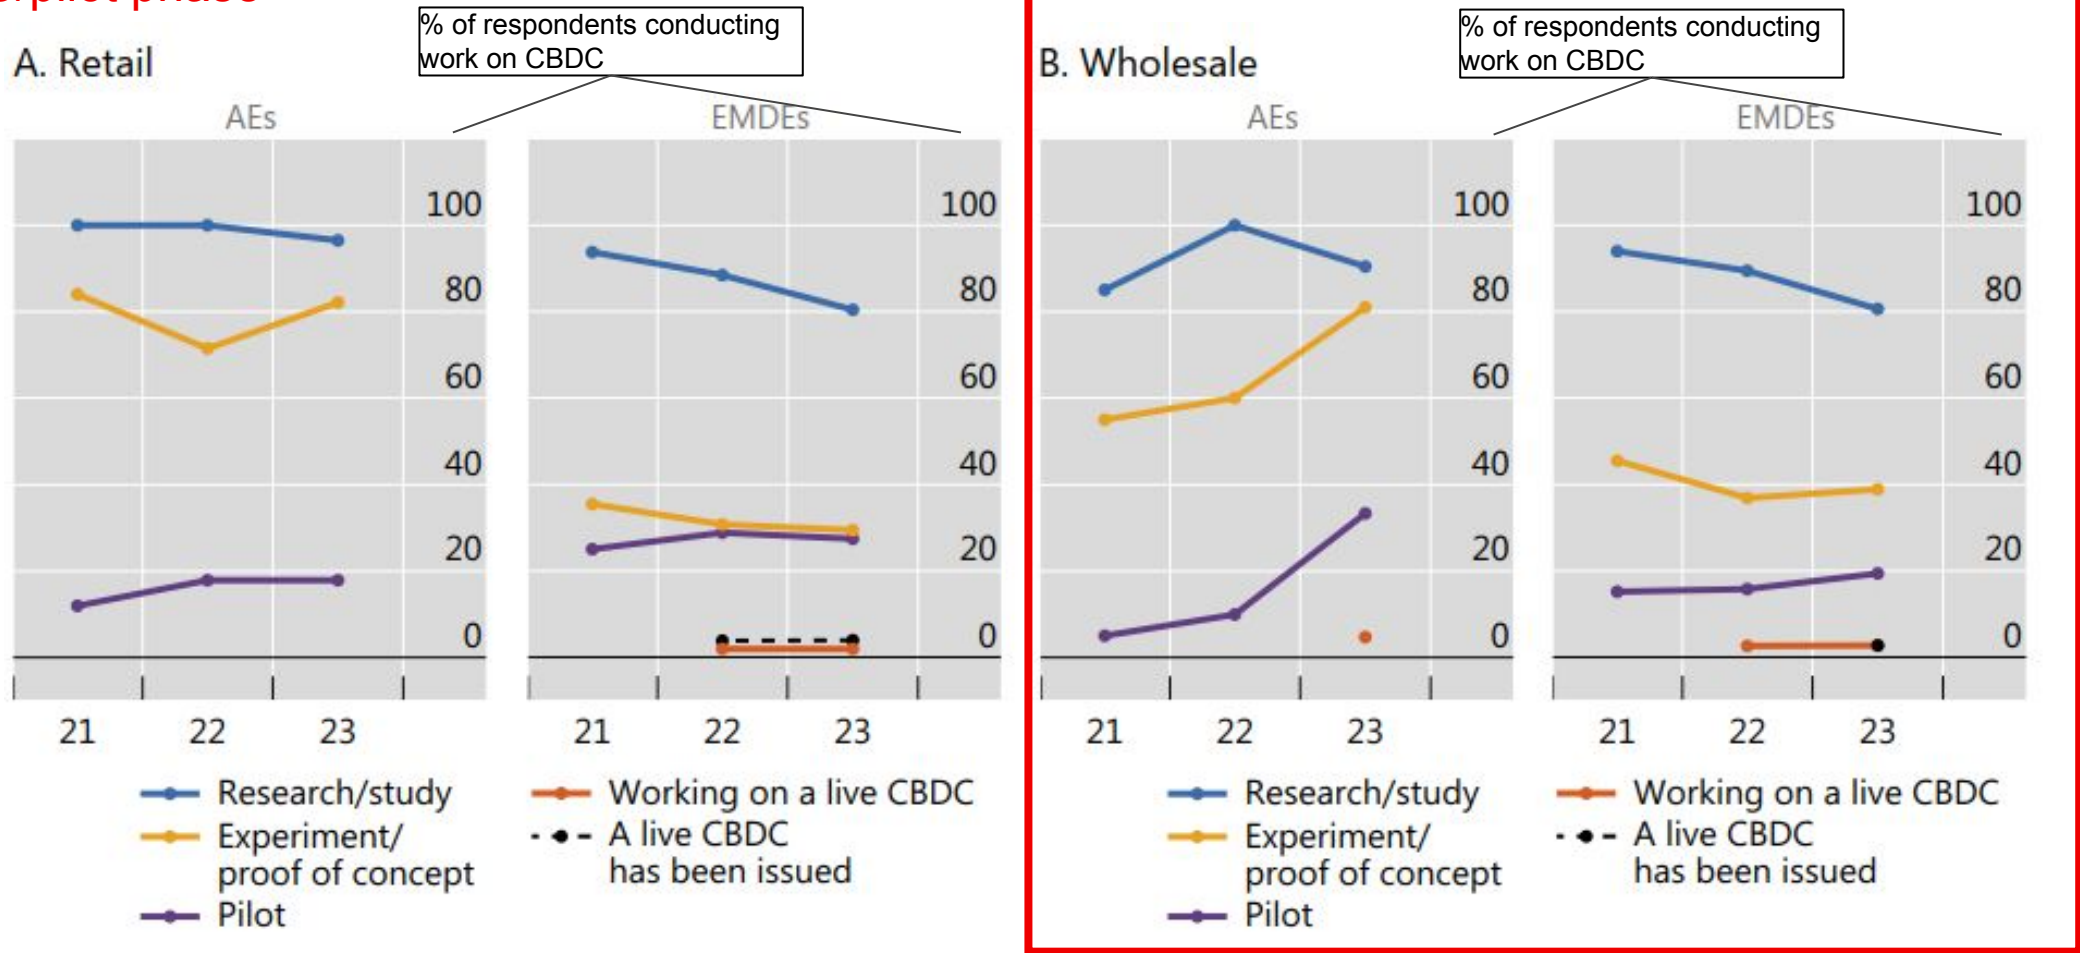 pilot phase
% of respondents conducting
work on CBDC
A. Retail
AEs
EMDEs
100
80
60
40
20
0
100
80
60
40
20
0
21 22 23
21 22 23
Research/study
Experiment/
proof of concept
Pilot
Working on a live CBDC
A live CBDC
has been issued
% of respondents conducting
work on CBDC
B. Wholesale
AEs
EMDEs
100
80
60
40
20
0
100
80
60
40
20
0
21 22 23
21 22 23
Research/study
Experiment/
proof of concept
Pilot
Working on a live CBDC
A live CBDC
has been issued